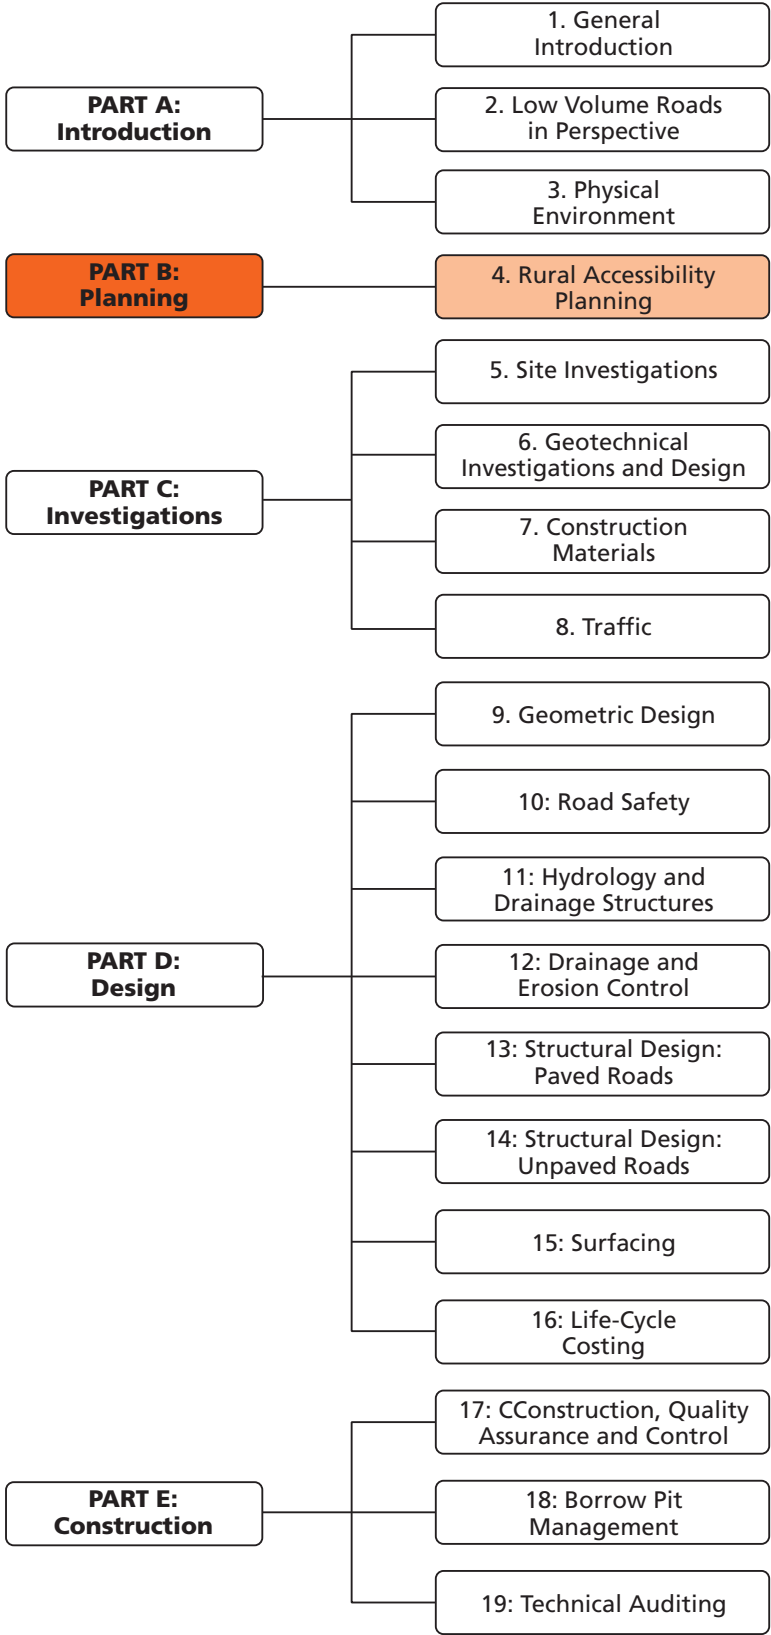 PART A:
Introduction
1. General
Introduction
2. Low Volume Roads
in Perspective
3. Physical
Environment
PART B:
Planning
4. Rural Accessibility
Planning
PART C:
Investigations
5. Site Investigations
6. Geotechnical
Investigations and Design
7. Construction
Materials
8. Traffic
PART D:
Design
9. Geometric Design
10: Road Safety
11: Hydrology and
Drainage Structures
12: Drainage and
Erosion Control
13: Structural Design:
Paved Roads
14: Structural Design:
Unpaved Roads
15: Surfacing
16: Life-Cycle
Costing
PART E:
Construction
17: CConstruction, Quality
Assurance and Control
18: Borrow Pit
Management
19: Technical Auditing